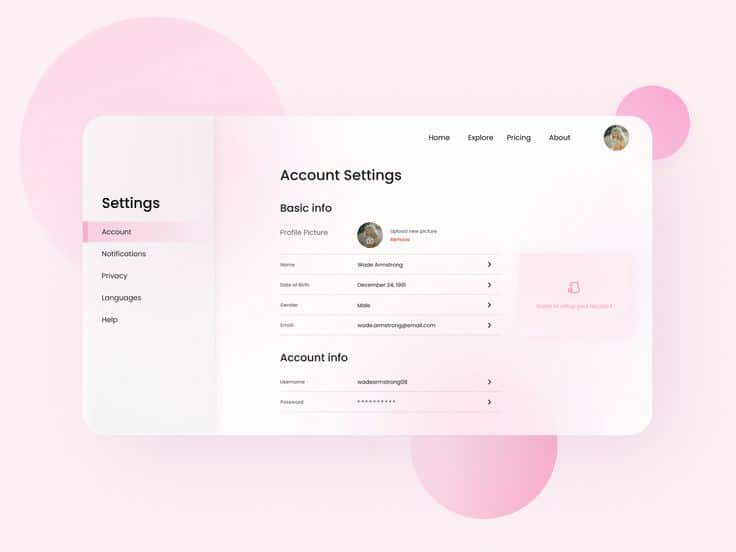 Home Explore Pricing About
Settings
Account
Notifications
Privacy
Languages
Help
Account Settings
Basic info
Profile Picture
Upload new picture
Remove
Name Wade Armstrong
Date of Birth December 24, 1991
Gender Male
Email wade.armstrong@email.com
Guide to setup your account
Account info
Username wadearmstrong08
Password **********